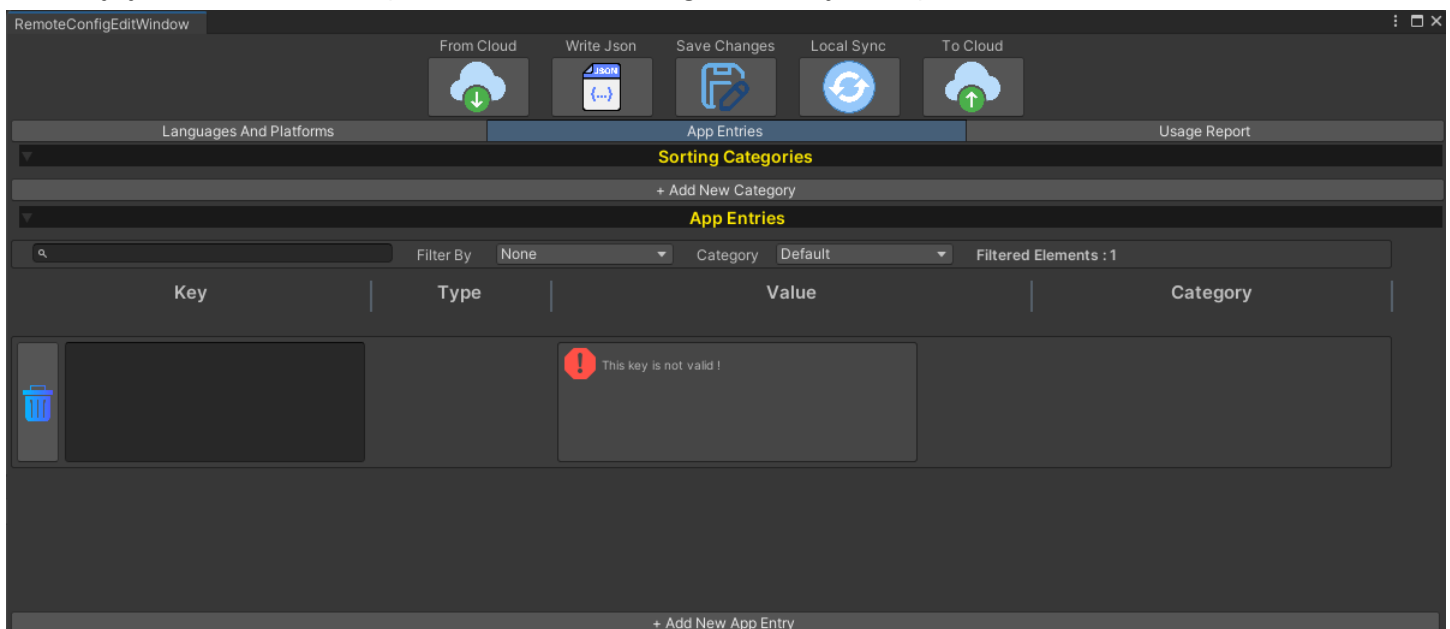 RemoteConfigEditWindow
From Cloud Write Json Save Changes Local Sync To Cloud
JSON
{...}
Languages And Platforms App Entries Usage Report
Sorting Categories
+ Add New Category
App Entries
Filter By None Category Default Filtered Elements : 1
Key Type Value Category
This key is not valid !
+ Add New App Entry